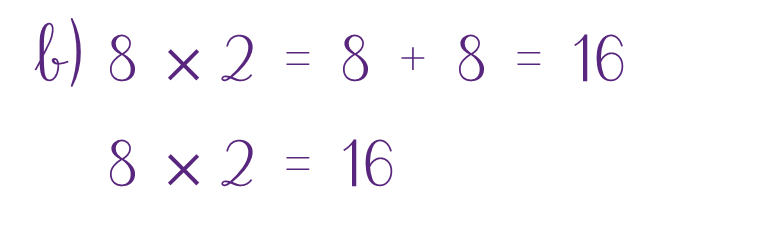 b) 8 × 2 = 8 + 8 = 16
8 × 2 = 16